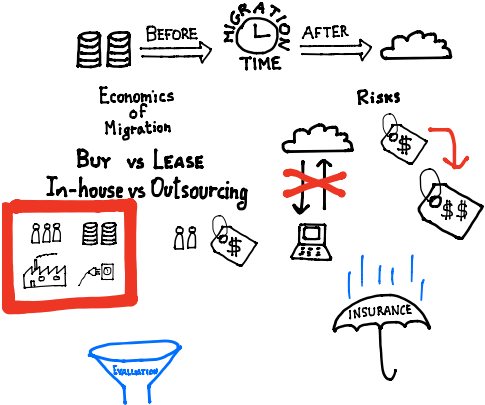 BEFORE
MIGRATION
TIME
AFTER
Economics
of
Migration
Risks
BUY vs LEASE
In-house vs Outsourcing
$
$
$$
INSURANCE
EVALUATION